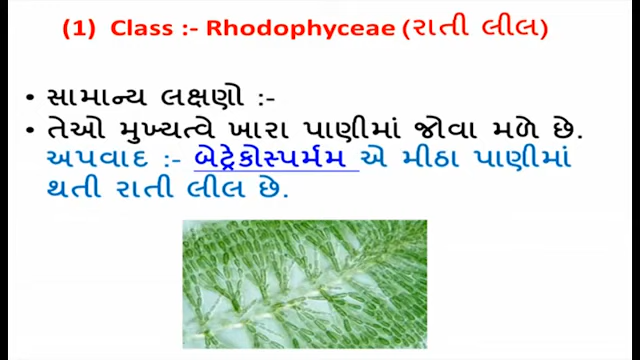 (1) Class :- Rhodophyceae (રાતી લીલ)
• સામાન્ય લક્ષણો :-
• તેઓ મુખ્યત્વે ખારા પાણીમાં જોવા મળે છે.
અપવાદ :- બેટ્રેકોસ્પર્મમ એ મીઠા પાણીમાં
થતી રાતી લીલ છે.